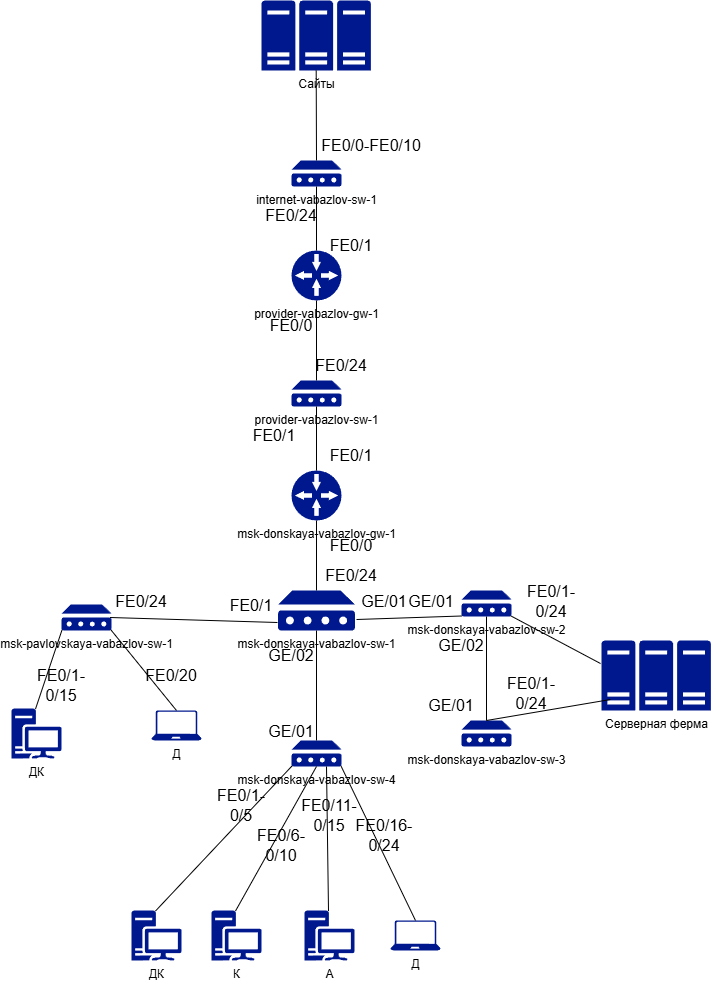 Сайты
FE0/0-FE0/10
internet-vabazlov-sw-1
FE0/24
FE0/1
provider-vabazlov-gw-1
FE0/0
FE0/24
provider-vabazlov-sw-1
FE0/1
FE0/1
msk-donskaya-vabazlov-gw-1
FE0/0
FE0/24
FE0/24
FE0/1
GE/01
GE/01
FE0/1-
0/24
msk-pavlovskaya-vabazlov-sw-1
msk-donskaya-vabazlov-sw-1
msk-donskaya-vabazlov-sw-2
GE/02
GE/02
FE0/1-
0/15
FE0/20
FE0/1-
0/24
GE/01
Серверная ферма
GE/01
msk-donskaya-vabazlov-sw-3
ДК
Д
msk-donskaya-vabazlov-sw-4
FE0/1-
0/5
FE0/6-
0/10
FE0/11-
0/15
FE0/16-
0/24
ДК
К
А
Д